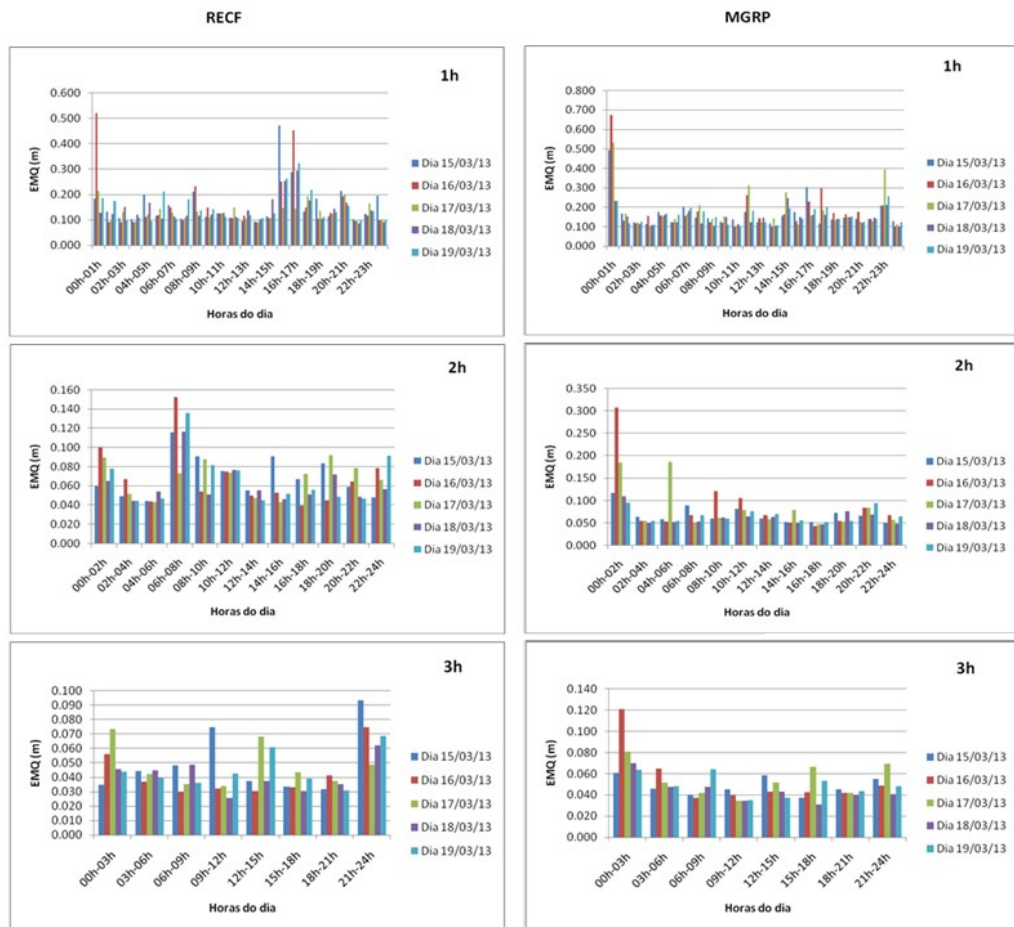 RECF
MGRP
1h
EMQ (m)
0.600
0.500
0.400
0.300
0.200
0.100
0.000
00h-01h
02h-03h
04h-05h
06h-07h
08h-09h
10h-11h
12h-13h
14h-15h
16h-17h
18h-19h
20h-21h
22h-23h
Horas do dia
Dia 15/03/13
Dia 16/03/13
Dia 17/03/13
Dia 18/03/13
Dia 19/03/13
1h
EMQ (m)
0.800
0.700
0.600
0.500
0.400
0.300
0.200
0.100
0.000
00h-01h
02h-03h
04h-05h
06h-07h
08h-09h
10h-11h
12h-13h
14h-15h
16h-17h
18h-19h
20h-21h
22h-23h
Horas do dia
Dia 15/03/13
Dia 16/03/13
Dia 17/03/13
Dia 18/03/13
Dia 19/03/13
2h
EMQ (m)
0.160
0.140
0.120
0.100
0.080
0.060
0.040
0.020
0.000
00h-02h
02h-04h
04h-06h
06h-08h
08h-10h
10h-12h
12h-14h
14h-16h
16h-18h
18h-20h
20h-22h
22h-24h
Horas do dia
Dia 15/03/13
Dia 16/03/13
Dia 17/03/13
Dia 18/03/13
Dia 19/03/13
2h
EMQ (m)
0.350
0.300
0.250
0.200
0.150
0.100
0.050
0.000
00h-02h
02h-04h
04h-06h
06h-08h
08h-10h
10h-12h
12h-14h
14h-16h
16h-18h
18h-20h
20h-22h
22h-24h
Horas do dia
Dia 15/03/13
Dia 16/03/13
Dia 17/03/13
Dia 18/03/13
Dia 19/03/13
3h
EMQ (m)
0.100
0.090
0.080
0.070
0.060
0.050
0.040
0.030
0.020
0.010
0.000
00h-03h
03h-06h
06h-09h
09h-12h
12h-15h
15h-18h
18h-21h
21h-24h
Horas do dia
Dia 15/03/13
Dia 16/03/13
Dia 17/03/13
Dia 18/03/13
Dia 19/03/13
3h
EMQ (m)
0.140
0.120
0.100
0.080
0.060
0.040
0.020
0.000
00h-03h
03h-06h
06h-09h
09h-12h
12h-15h
15h-18h
18h-21h
21h-24h
Horas do dia
Dia 15/03/13
Dia 16/03/13
Dia 17/03/13
Dia 18/03/13
Dia 19/03/13